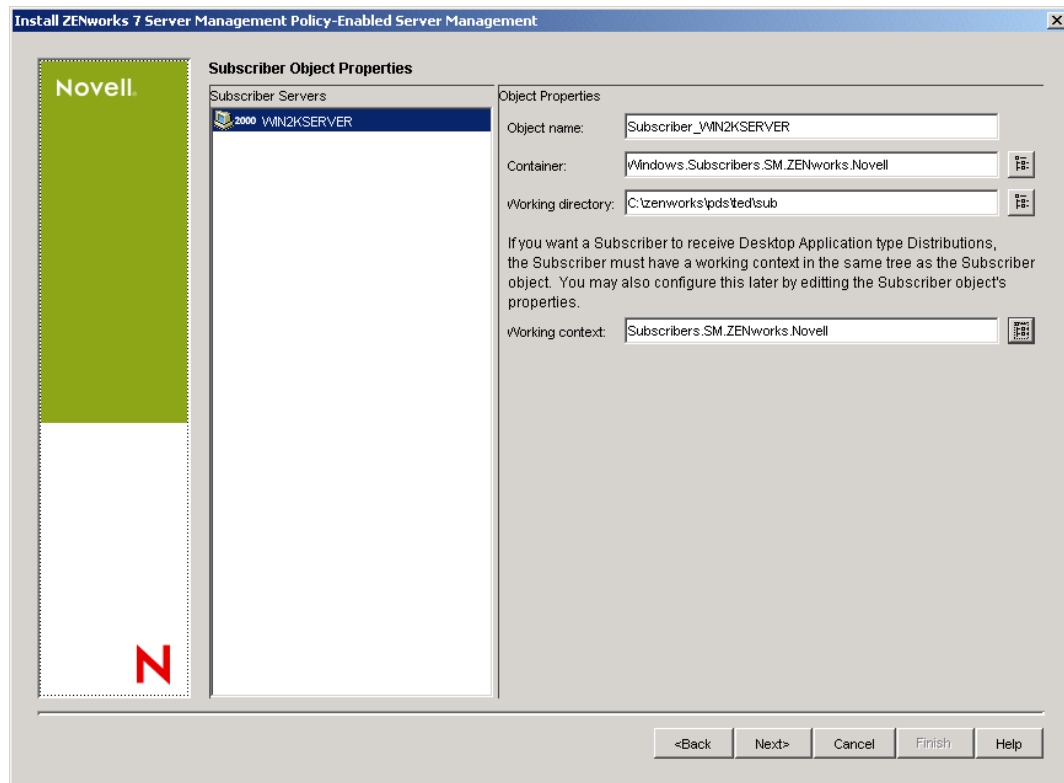 Install ZENworks 7 Server Management Policy-Enabled Server Management
Novell.
Subscriber Object Properties
Subscriber Servers
2000 WIN2KSERVER
Object Properties
Object name: Subscriber_WIN2KSERVER
Container: Windows.Subscribers.SM.ZENworks.Novell
Working directory: C:\zenworks\pds\ted\sub
If you want a Subscriber to receive Desktop Application type Distributions,
the Subscriber must have a working context in the same tree as the Subscriber
object. You may also configure this later by editting the Subscriber object's
properties.
Working context: Subscribers.SM.ZENworks.Novell
N
<Back Next> Cancel Finish Help